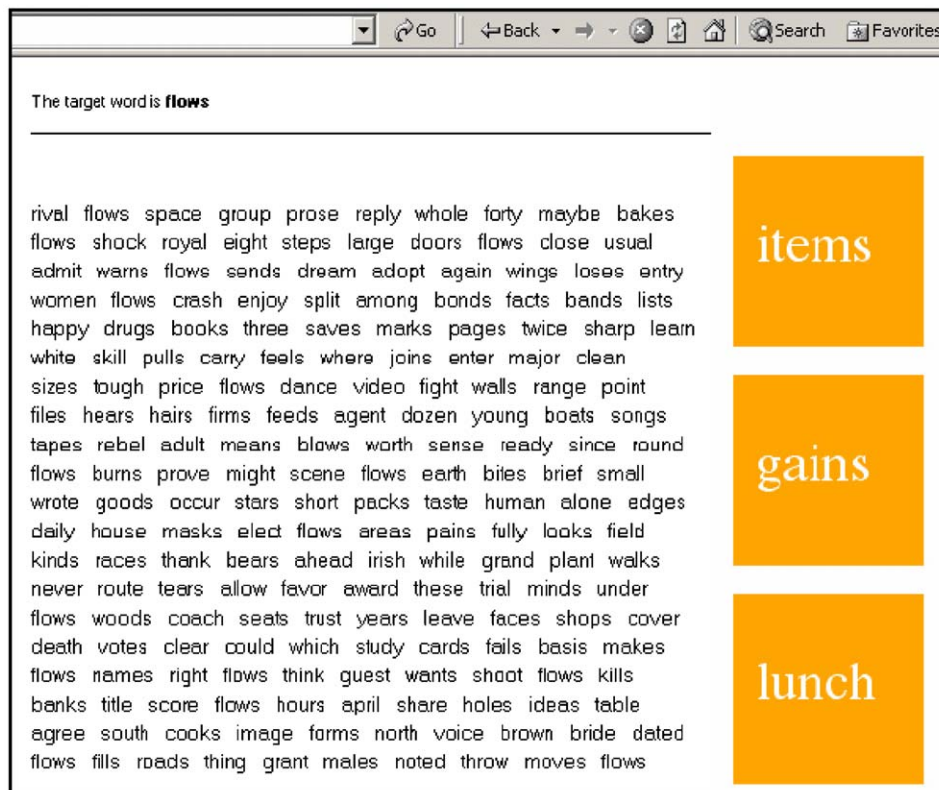 Go Back Search Favorites
The target word is flows
rival flows space group prose reply whole forty maybe bakes
flows shock royal eight steps large doors flows close usual
admit warns flows sends dream adopt again wings loses entry
women flows crash enjoy split among bonds facts bands lists
happy drugs books three saves marks pages twice sharp learn
white skill pulls carry feels where joins enter major clean
sizes tough price flows dance video fight walls range point
files hears hairs firms feeds agent dozen young boats songs
tapes rebel adult means blows worth sense ready since round
flows burns prove might scene flows earth bites brief small
wrote goods occur stars short packs taste human alone edges
daily house masks elect flows areas pains fully looks field
kinds races thank bears ahead irish while grand plant walks
never route tears allow favor award these trial minds under
flows woods coach seats trust years leave faces shops cover
death votes clear could which study cards fails basis makes
flows names right flows think guest wants shoot flows kills
banks title score flows hours april share holes ideas table
agree south cooks image forms north voice brown bride dated
flows fills roads thing grant males noted throw moves flows
items
gains
lunch